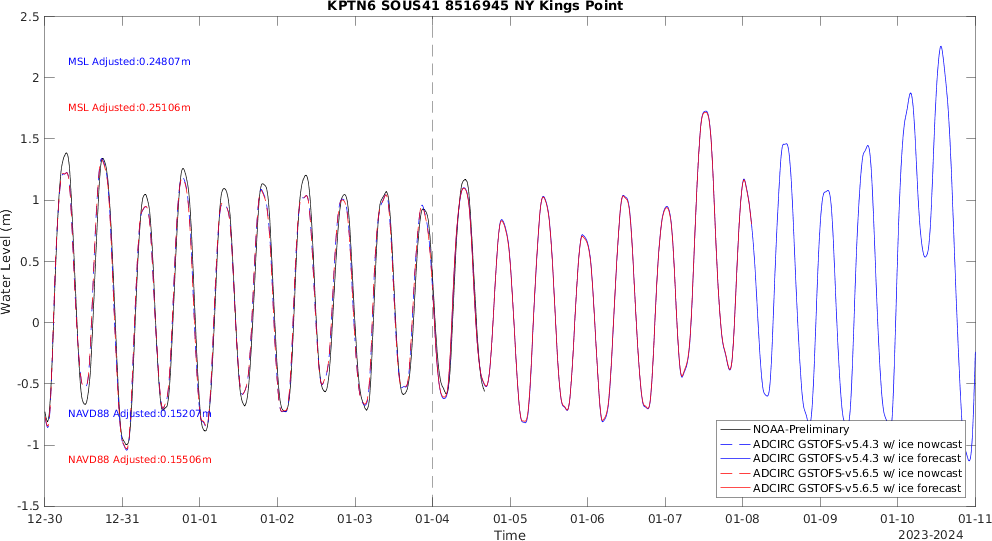 KPTN6 SOUS41 8516945 NY Kings Point
2.5
2
1.5
1
0.5
0
-0.5
-1
-1.5
Water Level (m)
MSL Adjusted:0.24807m
MSL Adjusted:0.25106m
NAVD88 Adjusted:0.15207m
NAVD88 Adjusted:0.15506m
NOAA-Preliminary
ADCIRC GSTOFS-v5.4.3 w/ ice nowcast
ADCIRC GSTOFS-v5.4.3 w/ ice forecast
ADCIRC GSTOFS-v5.6.5 w/ ice nowcast
ADCIRC GSTOFS-v5.6.5 w/ ice forecast
12-30 12-31 01-01 01-02 01-03 01-04 01-05 01-06 01-07 01-08 01-09 01-10 01-11
Time
2023-2024